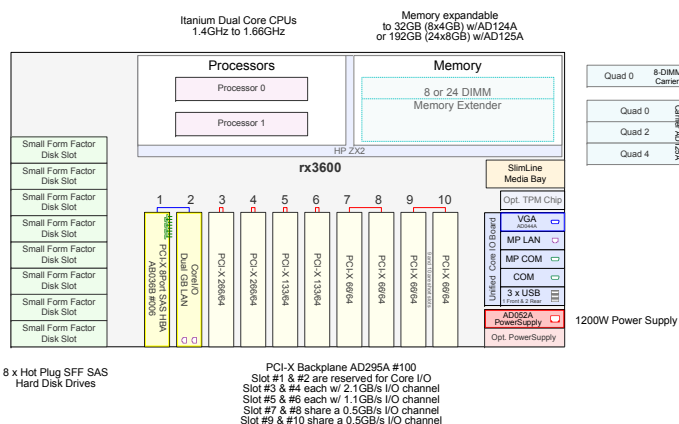 Itanium Dual Core CPUs
1.4GHz to 1.66GHz
Memory expandable
to 32GB (8x4GB) w/AD124A
or 192GB (24x8GB) w/AD125A
Processors
Processor 0
Processor 1
Memory
8 or 24 DIMM
Memory Extender
HP ZX2
rx3600
Quad 0
8-DIMM
Carrier
Quad 0
Quad 2
Quad 4
Small Form Factor
Disk Slot
Small Form Factor
Disk Slot
Small Form Factor
Disk Slot
Small Form Factor
Disk Slot
Small Form Factor
Disk Slot
Small Form Factor
Disk Slot
Small Form Factor
Disk Slot
Small Form Factor
Disk Slot
1 2 3 4 5 6 7 8 9 10
PCI-X 8Port SAS HBA
AB036B #006
CoreI/O
Dual GB LAN
PCI-X 266/64
PCI-X 266/64
PCI-X 133/64
PCI-X 133/64
PCI-X 66/64
PCI-X 66/64
PCI-X 66/64
PCI-X 66/64
SlimLine
Media Bay
Opt. TPM Chip
Unified Core IO Board
VGA
AD044A
MP LAN
MP COM
COM
3 x USB
1 Front & 2 Rear
AD052A
PowerSupply
Opt. PowerSupply
1200W Power Supply
8 x Hot Plug SFF SAS
Hard Disk Drives
PCI-X Backplane AD295A #100
Slot #1 & #2 are reserved for Core I/O
Slot #3 & #4 each w/ 2.1GB/s I/O channel
Slot #5 & #6 each w/ 1.1GB/s I/O channel
Slot #7 & #8 share a 0.5GB/s I/O channel
Slot #9 & #10 share a 0.5GB/s I/O channel